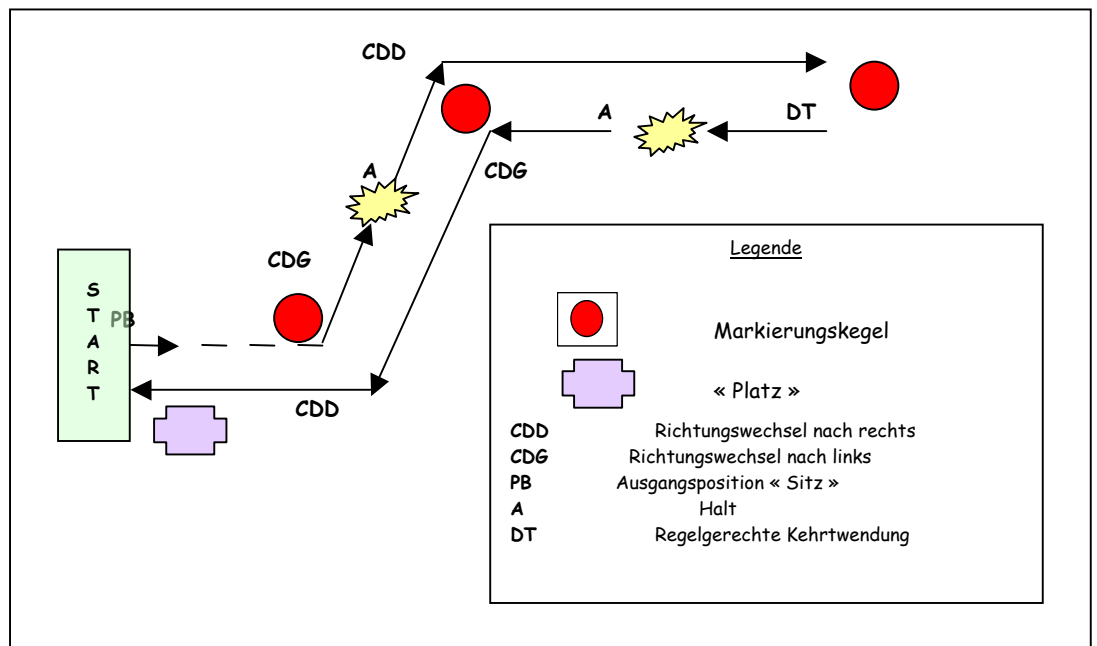 CDD
A
DT
A
CDG
CDG
S
T
A
R
T
PB
CDD
Legende
Markierungskegel
« Platz »
CDD Richtungswechsel nach rechts
CDG Richtungswechsel nach links
PB Ausgangsposition « Sitz »
A Halt
DT Regelgerechte Kehrtwendung